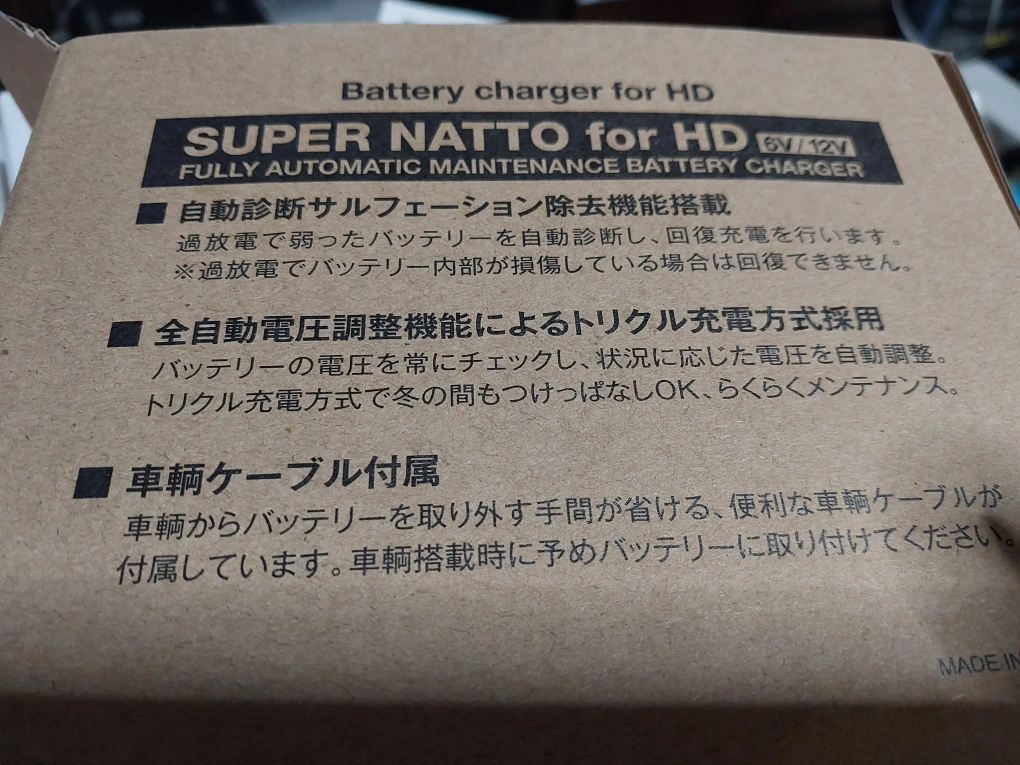 Battery charger for HD
SUPER NATTO for HD 6V/12V
FULLY AUTOMATIC MAINTENANCE BATTERY CHARGER
■ 自動診断サルフェーション除去機能搭載
過放電で弱ったバッテリーを自動診断し、回復充電を行います。
※過放電でバッテリー内部が損傷している場合は回復できません。
■ 全自動電圧調整機能によるトリクル充電方式採用
バッテリーの電圧を常にチェックし、状況に応じた電圧を自動調整。
トリクル充電方式で冬の間もつけっぱなしOK、らくらくメンテナンス。
■ 車輌ケーブル付属
車輌からバッテリーを取り外す手間が省ける、便利な車輌ケーブルが
付属しています。車輌搭載時に予めバッテリーに取り付けてください。
MADE IN